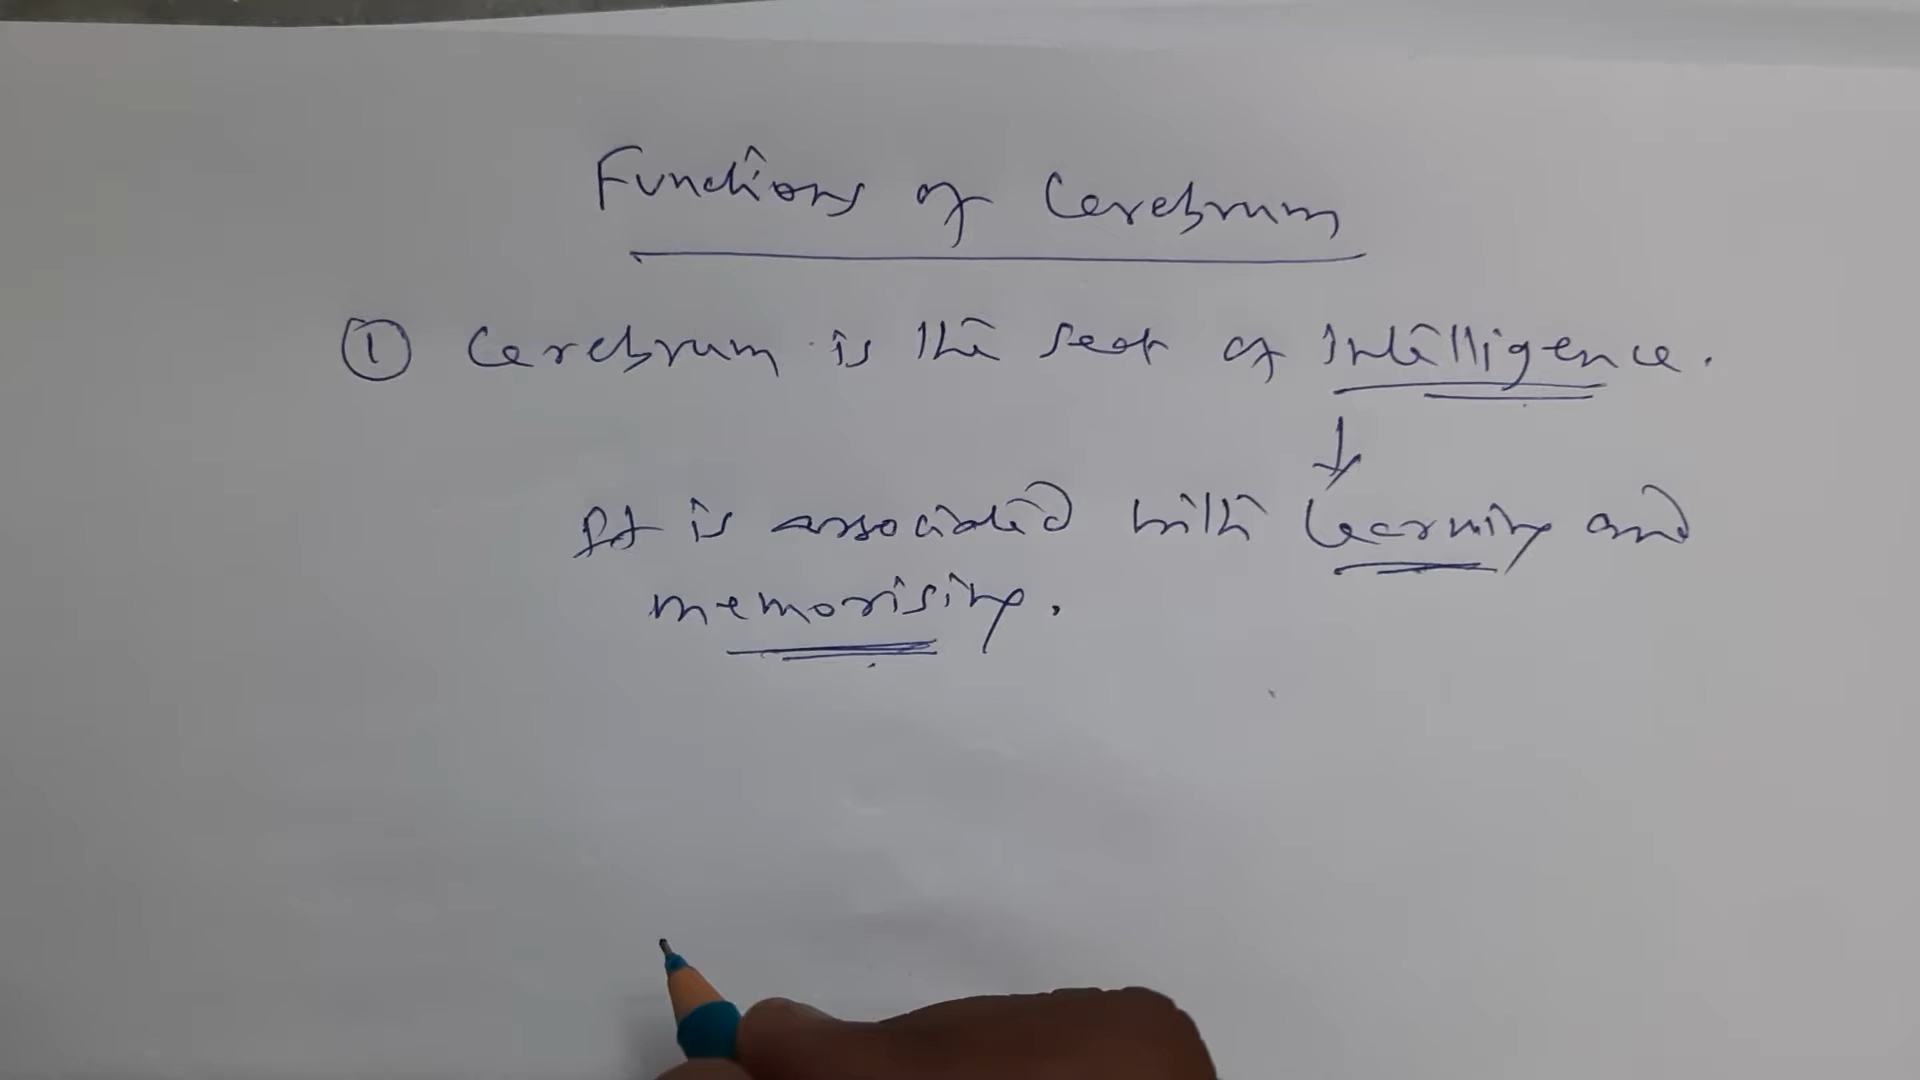 Functions of Cerebrum
① Cerebrum is the seat of Intelligence.
↓
It is associated with learning and
memorising.